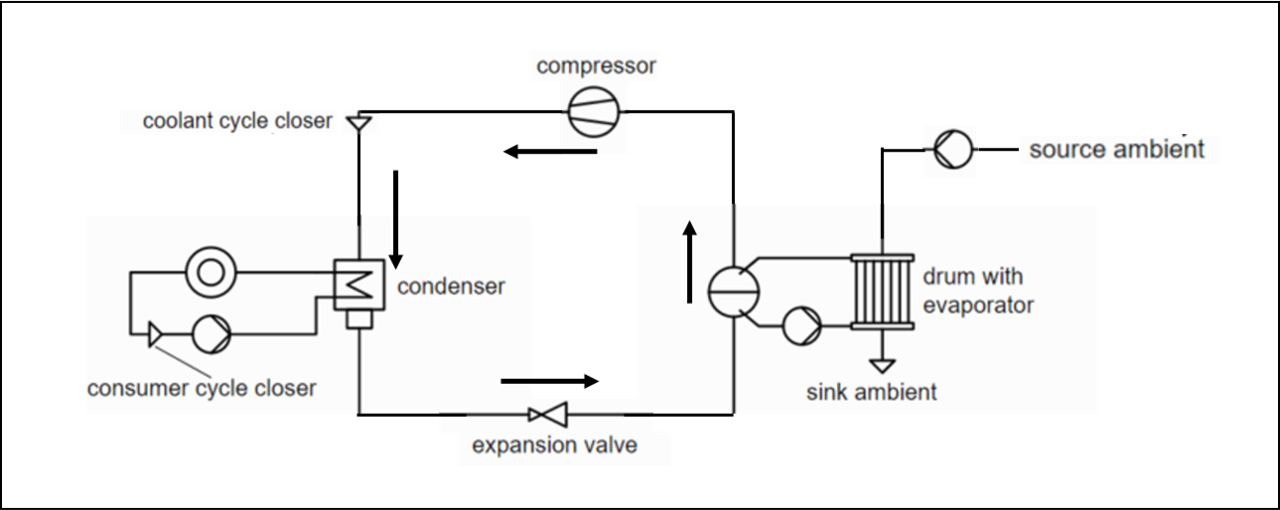 compressor
coolant cycle closer
source ambient
condenser
drum with
evaporator
consumer cycle closer
sink ambient
expansion valve